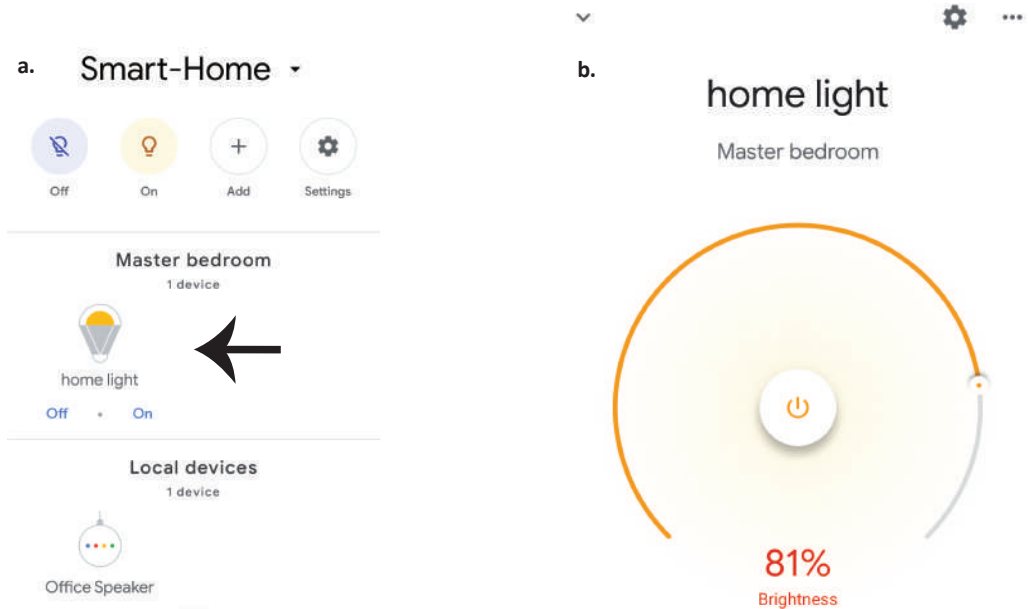 a.
Smart-Home
Off
On
Add
Settings
Master bedroom
1 device
home light
Off • On
Local devices
1 device
Office Speaker
b.
home light
Master bedroom
81%
Brightness